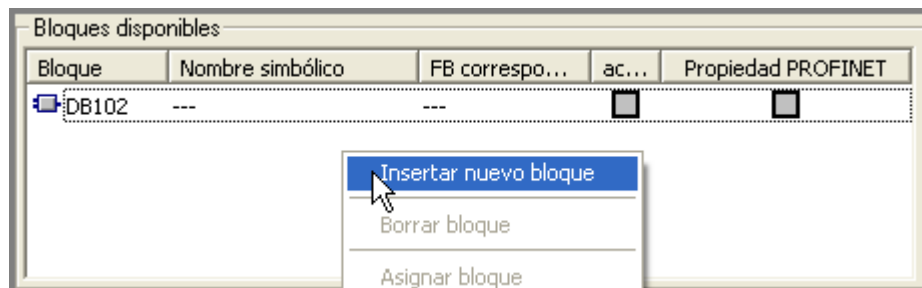 Bloques disponibles
Bloque Nombre simbólico FB correspo... ac... Propiedad PROFINET
DB102 --- ---
Insertar nuevo bloque
Borrar bloque
Asignar bloque